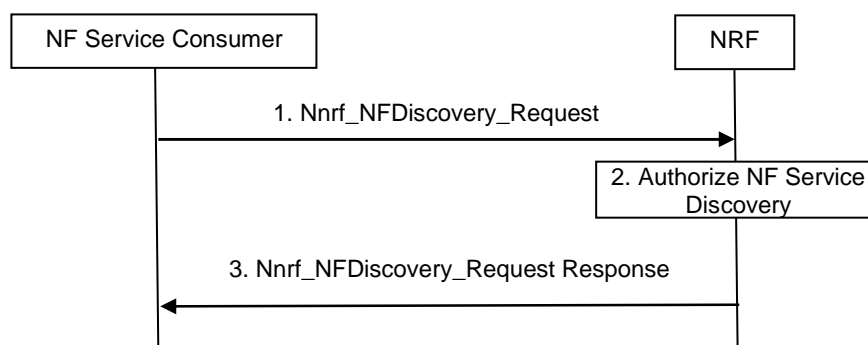 NF Service Consumer
NRF
1. Nnrf_NFDiscovery_Request
2. Authorize NF Service
Discovery
3. Nnrf_NFDiscovery_Request Response